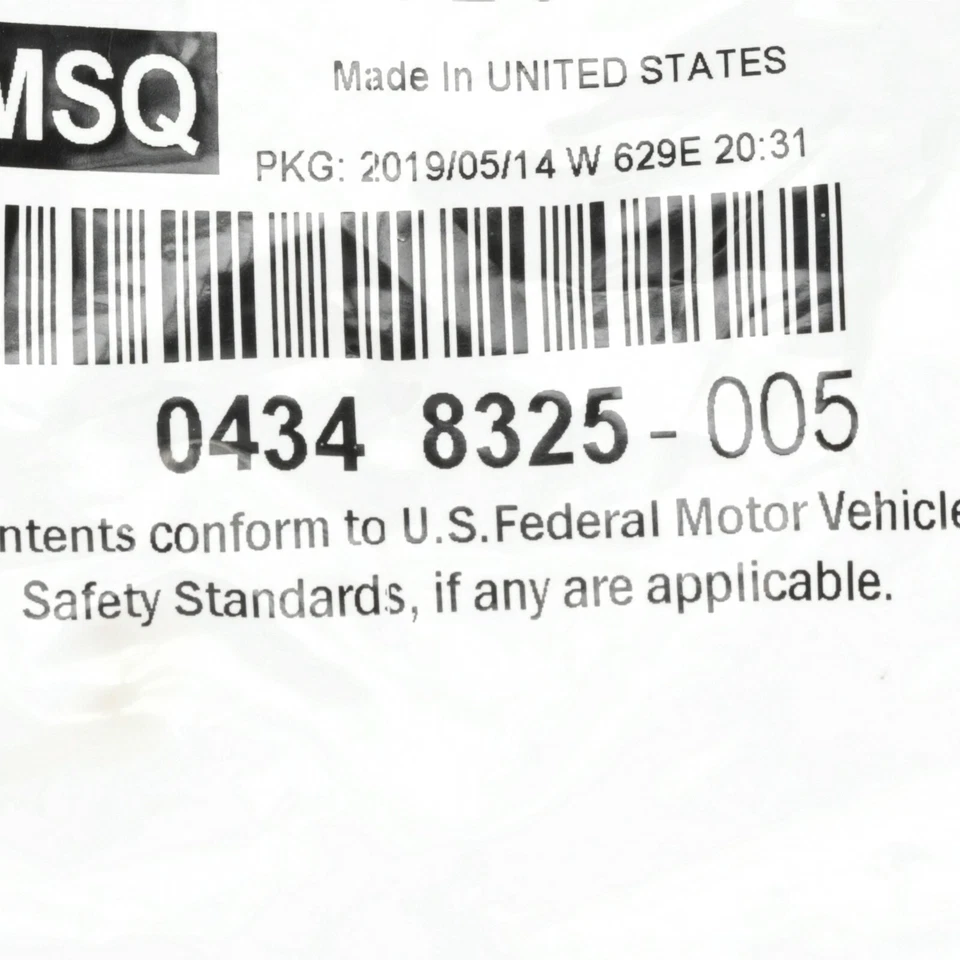 MSQ
Made In UNITED STATES
PKG: 2019/05/14 W 629E 20:31
0434 8325-005
ntents conform to U.S.Federal Motor Vehicle
Safety Standards, if any are applicable.